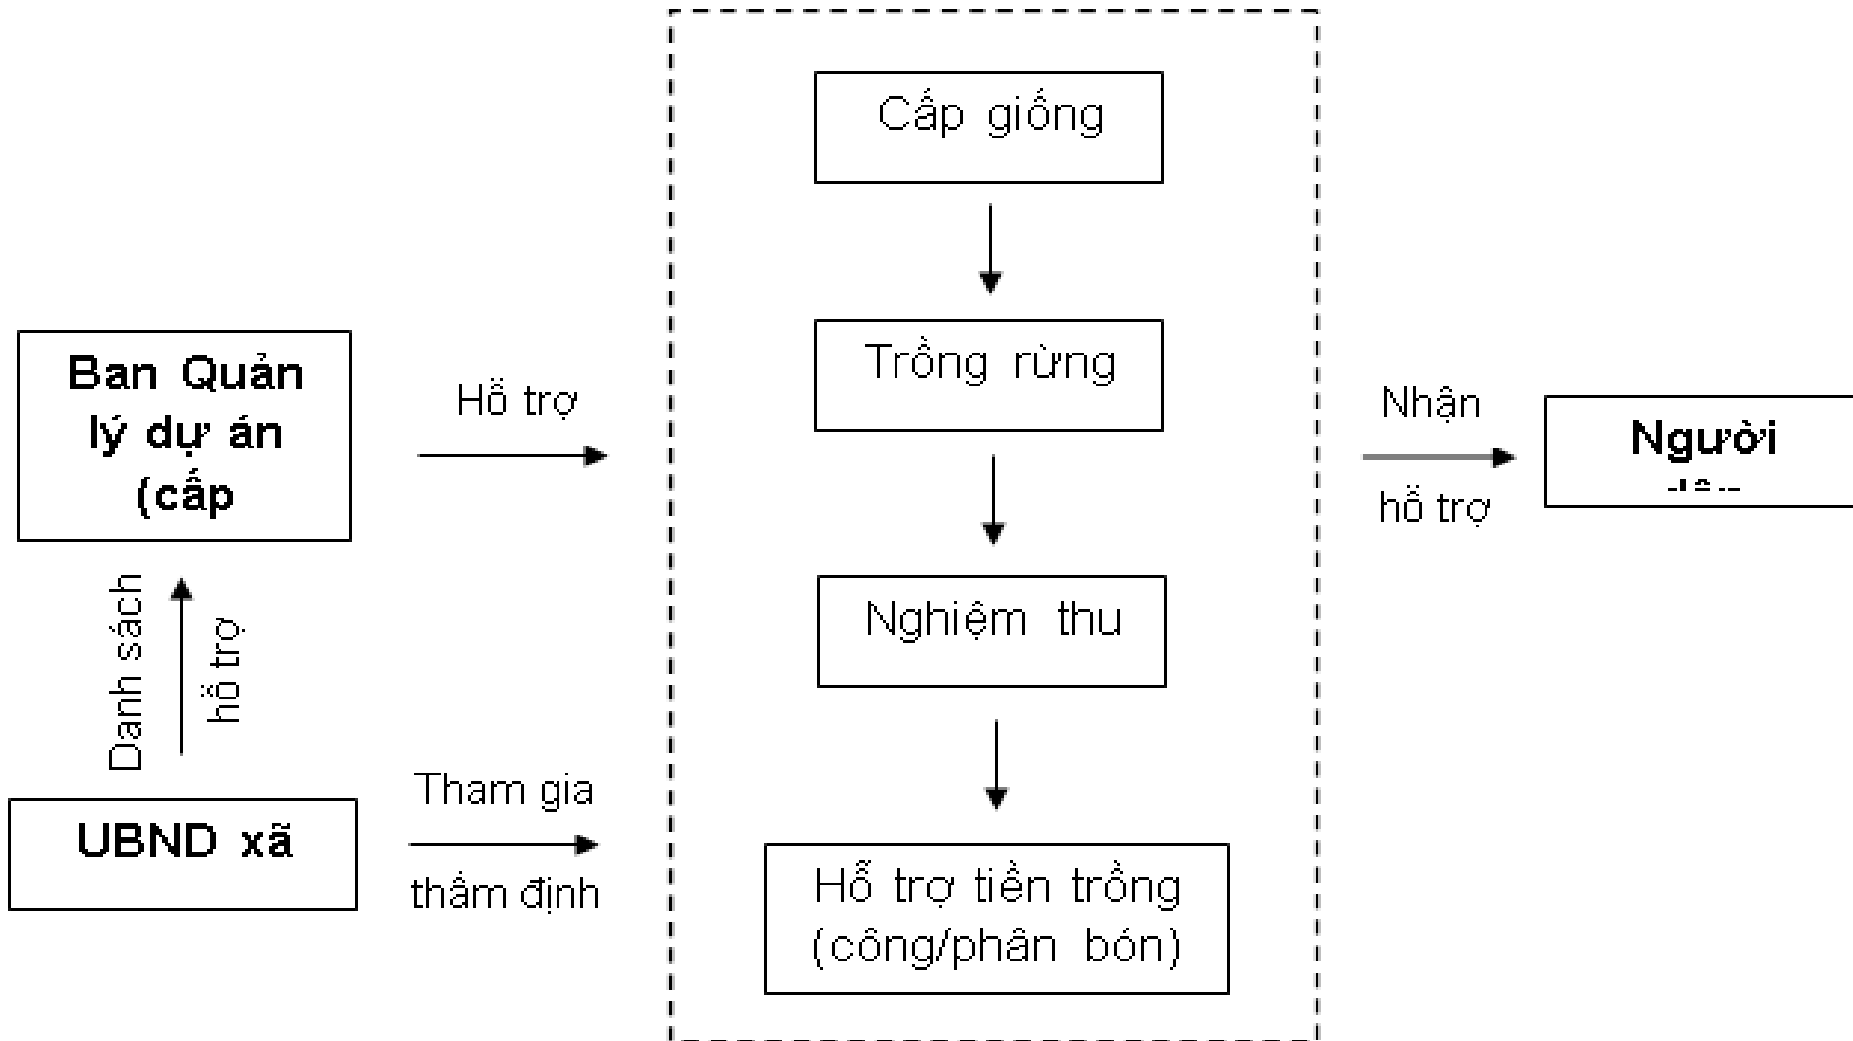 Cấp giống
Trồng rừng
Ban Quản
lý dự án
(cấp
Hỗ trợ
Nhận
hỗ trợ
Người
Danh sách
hỗ trợ
Nghiệm thu
UBND xã
Tham gia
thẩm định
Hỗ trợ tiền trồng
(công/phân bón)